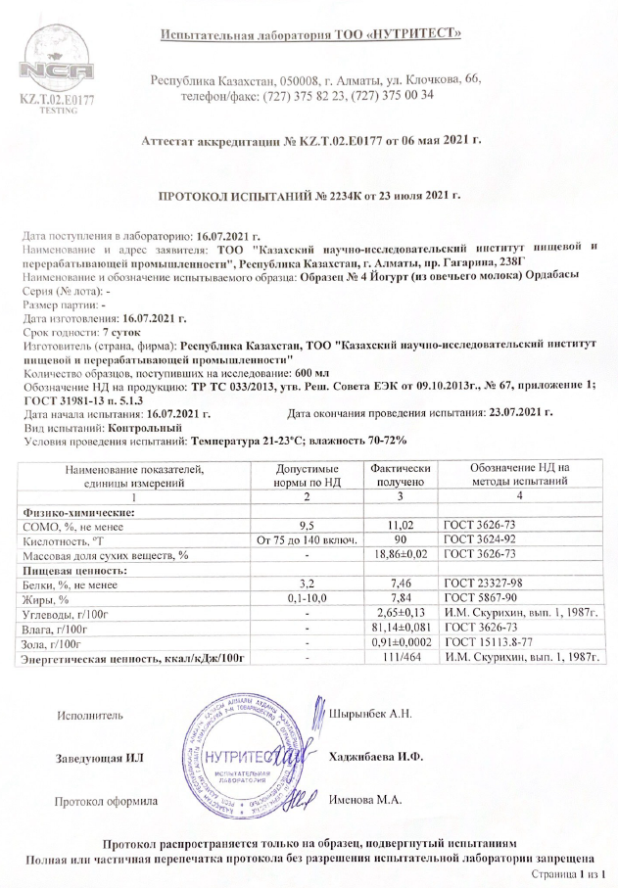 Испытательная лаборатория ТОО «НУТРИТЕСТ»
NCA
KZ.T.02.E0177
TESTING
Республика Казахстан, 050008, г. Алматы, ул. Клочкова, 66,
телефон/факс: (727) 375 82 23, (727) 375 00 34
Аттестат аккредитации № KZ.T.02.E0177 от 06 мая 2021 г.
ПРОТОКОЛ ИСПЫТАНИЙ № 2234К от 23 июля 2021 г.
Дата поступления в лабораторию: 16.07.2021 г.
Наименование и адрес заявителя: ТОО "Казахский научно-исследовательский институт пищевой и
перерабатывающей промышленности", Республика Казахстан, г. Алматы, пр. Гагарина, 238Г
Наименование и обозначение испытываемого образца: Образец № 4 Йогурт (из овечьего молока) Ордабасы
Серия (№ лота): -
Размер партии: -
Дата изготовления: 16.07.2021 г.
Срок годности: 7 суток
Изготовитель (страна, фирма): Республика Казахстан, ТОО "Казахский научно-исследовательский институт
пищевой и перерабатывающей промышленности"
Количество образцов, поступивших на исследование: 600 мл
Обозначение НД на продукцию: ТР ТС 033/2013, утв. Реш. Совета ЕЭК от 09.10.2013г., № 67, приложение 1;
ГОСТ 31981-13 п. 5.1.3
Дата начала испытания: 16.07.2021 г. Дата окончания проведения испытания: 23.07.2021 г.
Вид испытаний: Контрольный
Условия проведения испытаний: Температура 21-23°С; влажность 70-72%
Наименование показателей, единицы измерений Допустимые нормы по НД Фактически получено Обозначение НД на методы испытаний
1 2 3 4
Физико-химические:
СОМО, %, не менее 9,5 11,02 ГОСТ 3626-73
Кислотность, °Т От 75 до 140 включ. 90 ГОСТ 3624-92
Массовая доля сухих веществ, % - 18,86±0,02 ГОСТ 3626-73
Пищевая ценность:
Белки, %, не менее 3,2 7,46 ГОСТ 23327-98
Жиры, % 0,1-10,0 7,84 ГОСТ 5867-90
Углеводы, г/100г - 2,65±0,13 И.М. Скурихин, вып. 1, 1987г.
Влага, г/100г - 81,14±0,081 ГОСТ 3626-73
Зола, г/100г - 0,91±0,0002 ГОСТ 15113.8-77
Энергетическая ценность, ккал/кДж/100г - 111/464 И.М. Скурихин, вып. 1, 1987г.
Исполнитель Шырынбек А.Н.
Заведующая ИЛ Хаджибаева И.Ф.
НУТРИТЕСТ
ИСПЫТАТЕЛЬНАЯ
ЛАБОРАТОРИЯ
Протокол оформила Именова М.А.
Протокол распространяется только на образец, подвергнутый испытаниям
Полная или частичная перепечатка протокола без разрешения испытательной лаборатории запрещена
Страница 1 из 1